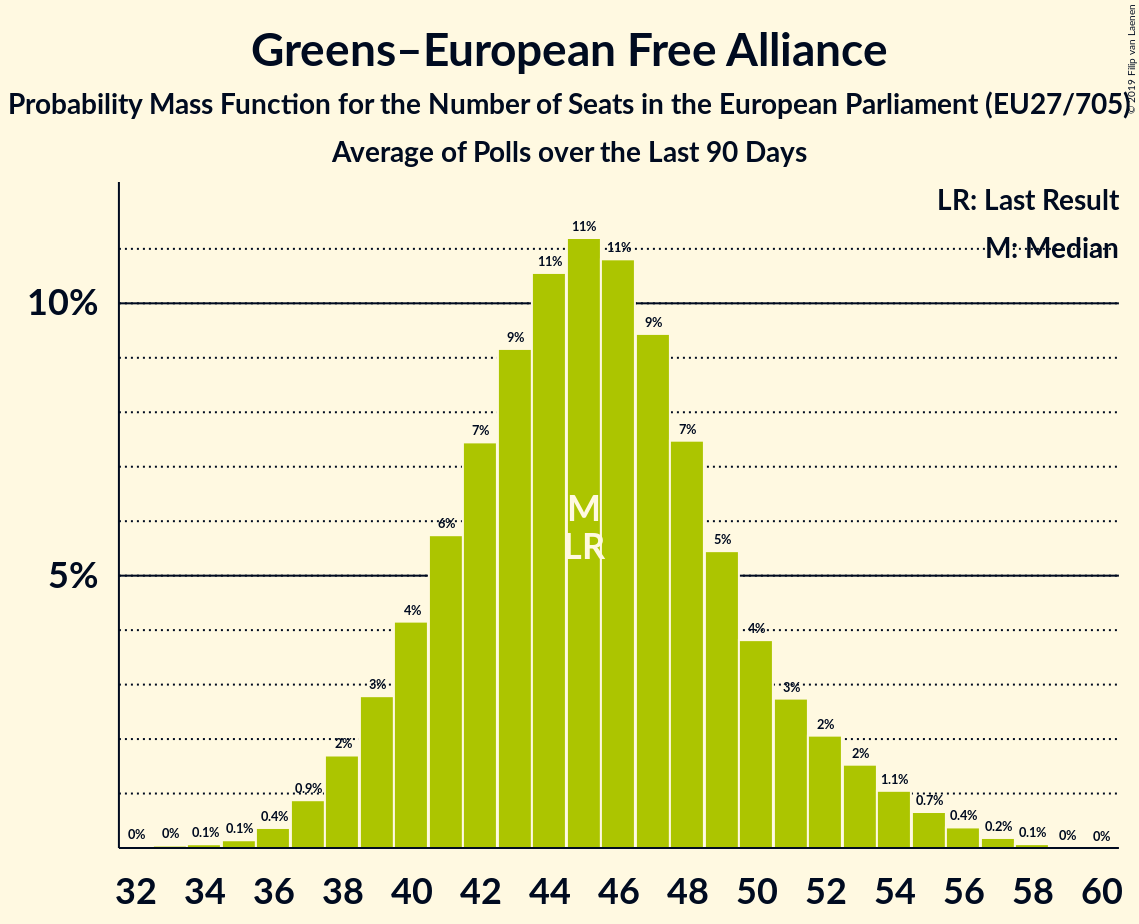 Greens–European Free Alliance
Probability Mass Function for the Number of Seats in the European Parliament (EU27/705)
Average of Polls over the Last 90 Days
© 2019 Filip van Laenen
LR: Last Result
M: Median
10%
5%
0% 0% 0.1% 0.1% 0.4% 0.9% 2% 3% 4% 6% 7% 9% 11% 11% 11% 9% 7% 5% 4% 3% 2% 2% 1.1% 0.7% 0.4% 0.2% 0.1% 0% 0%
M
LR
32 34 36 38 40 42 44 46 48 50 52 54 56 58 60